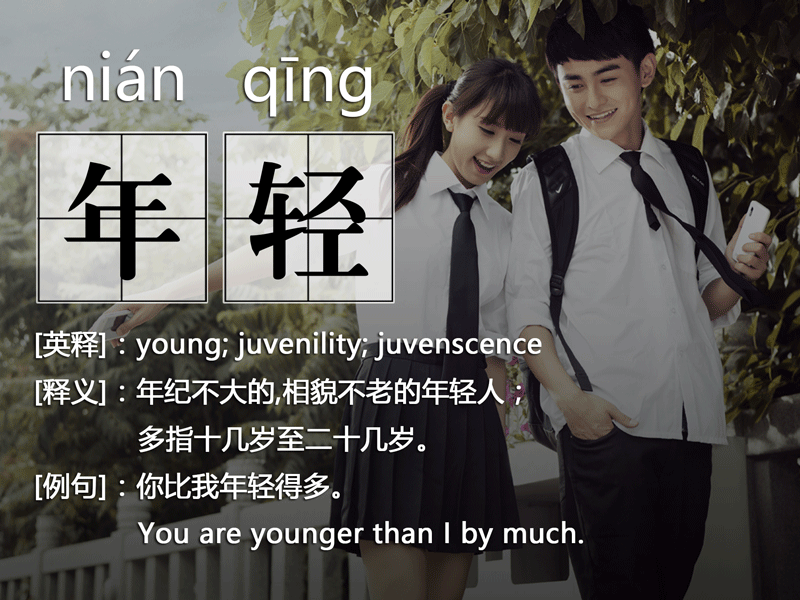 nián qīng
年轻
[英释]：young; juvenility; juvenscence
[释义]：年纪不大的,相貌不老的年轻人；
多指十几岁至二十几岁。
[例句]：你比我年轻得多。
You are younger than I by much.